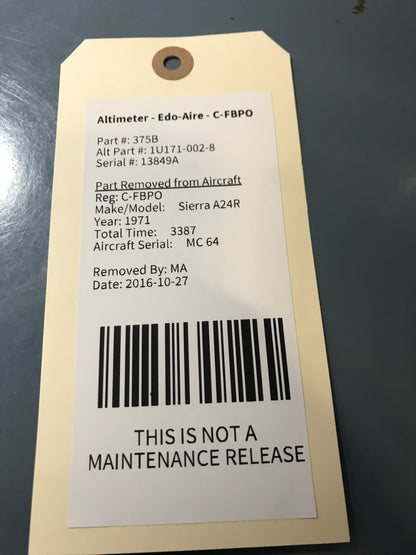 Altimeter - Edo-Aire - C-FBPO
Part #: 375B
Alt Part #: 1U171-002-8
Serial #: 13849A
Part Removed from Aircraft
Reg: C-FBPO
Make/Model: Sierra A24R
Year: 1971
Total Time: 3387
Aircraft Serial: MC 64
Removed By: MA
Date: 2016-10-27
THIS IS NOT A
MAINTENANCE RELEASE